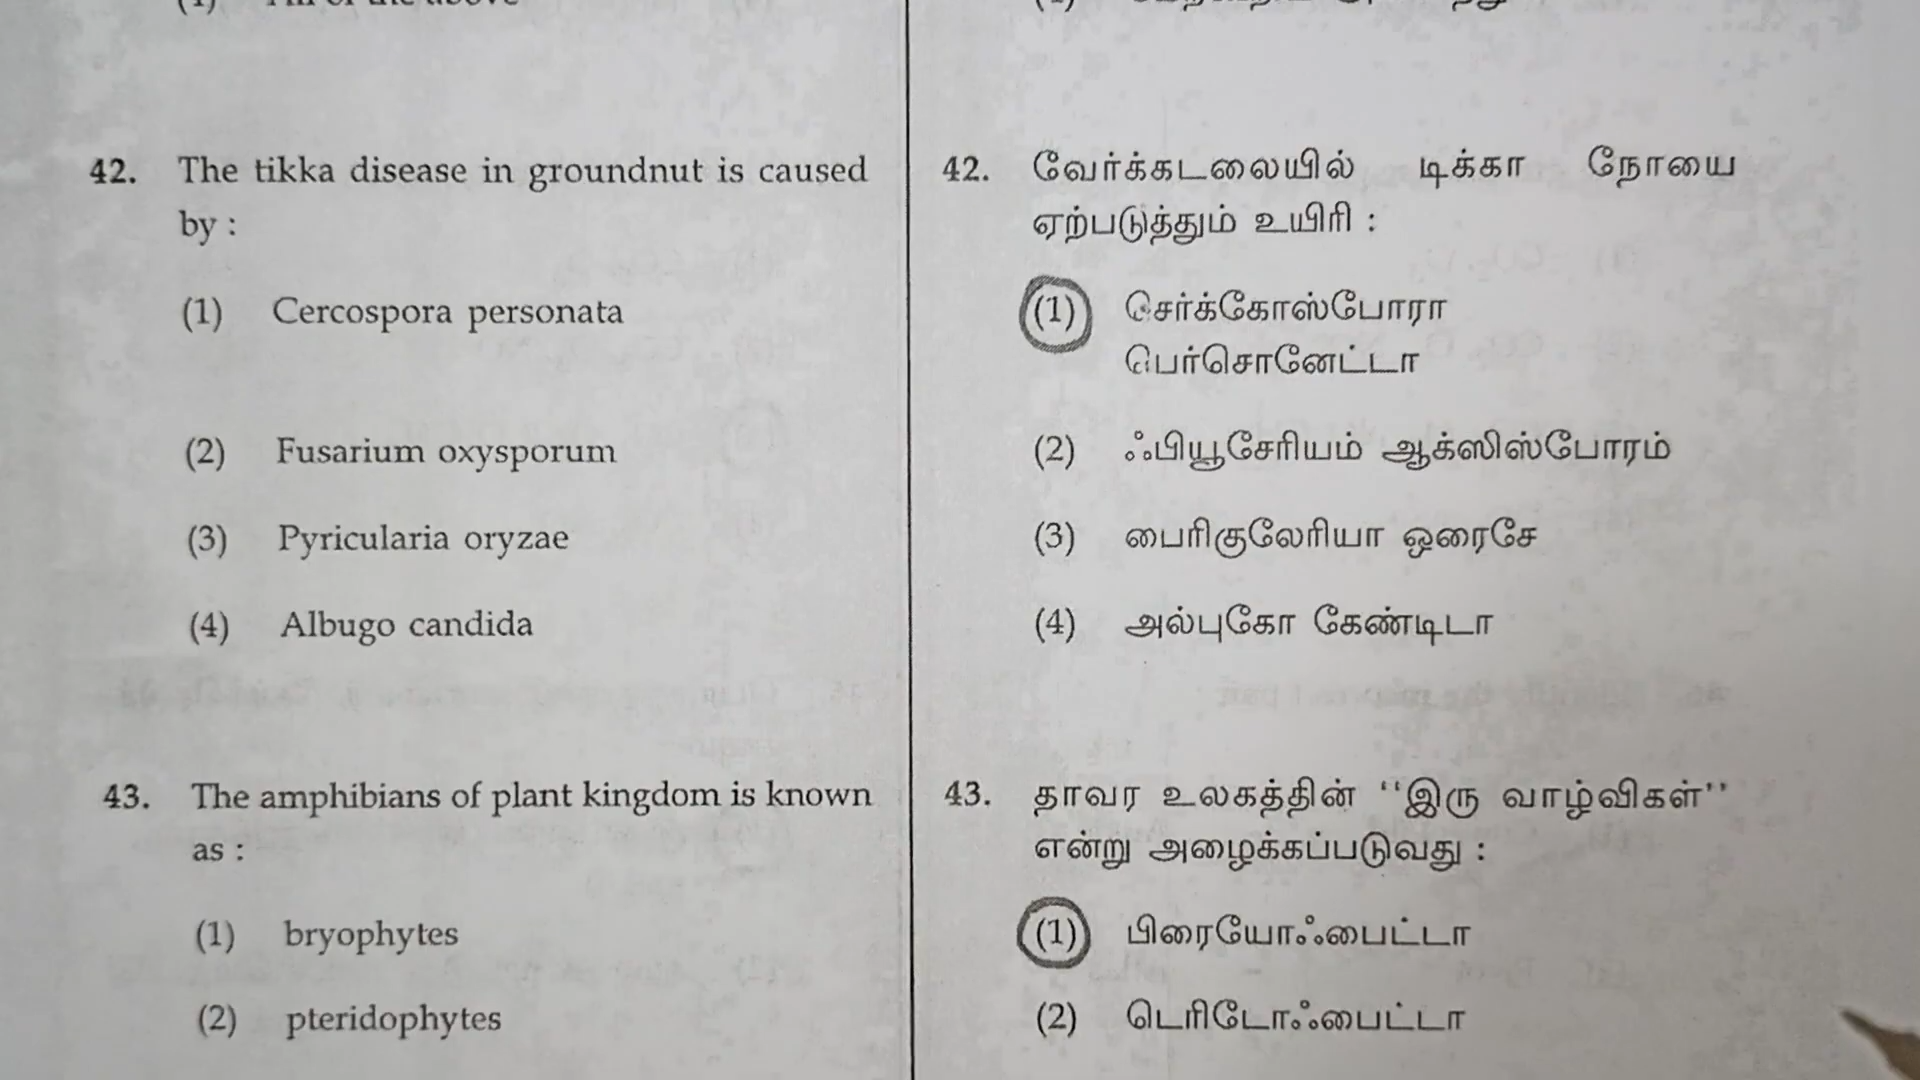 42. The tikka disease in groundnut is caused
by :
(1) Cercospora personata
(2) Fusarium oxysporum
(3) Pyricularia oryzae
(4) Albugo candida
43. The amphibians of plant kingdom is known
as :
(1) bryophytes
(2) pteridophytes
42. வேர்க்கடலையில் டிக்கா நோயை
ஏற்படுத்தும் உயிரி :
(1) செர்க்கோஸ்போரா
பெர்சொனேட்டா
(2) ஃபியூசேரியம் ஆக்ஸிஸ்போரம்
(3) பைரிகுலேரியா ஒரைசே
(4) அல்புகோ கேண்டிடா
43. தாவர உலகத்தின் ‘‘இரு வாழ்விகள்’’
என்று அழைக்கப்படுவது :
(1) பிரையோஃபைட்டா
(2) டெரிடோஃபைட்டா